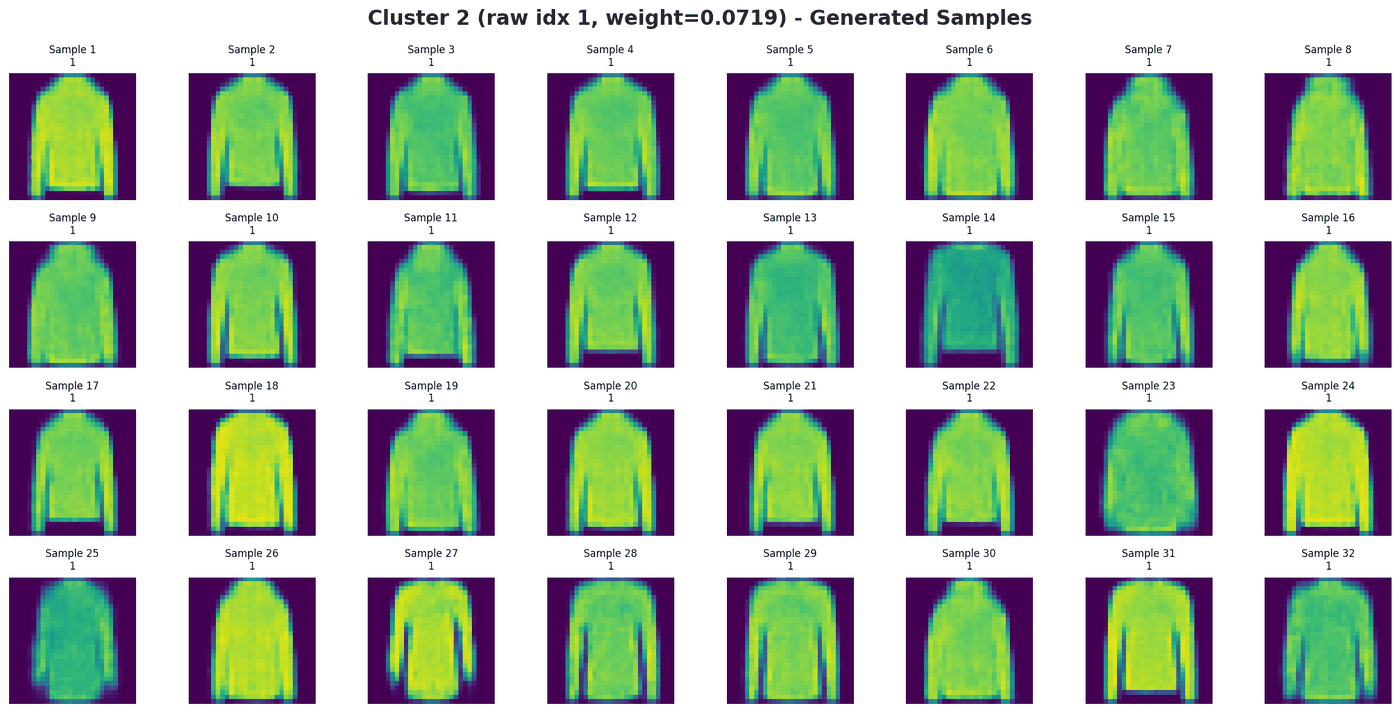 Cluster 2 (raw idx 1, weight=0.0719) - Generated Samples
Sample 1 Sample 2 Sample 3 Sample 4 Sample 5 Sample 6 Sample 7 Sample 8
1 1 1 1 1 1 1 1
Sample 9 Sample 10 Sample 11 Sample 12 Sample 13 Sample 14 Sample 15 Sample 16
1 1 1 1 1 1 1 1
Sample 17 Sample 18 Sample 19 Sample 20 Sample 21 Sample 22 Sample 23 Sample 24
1 1 1 1 1 1 1 1
Sample 25 Sample 26 Sample 27 Sample 28 Sample 29 Sample 30 Sample 31 Sample 32
1 1 1 1 1 1 1 1